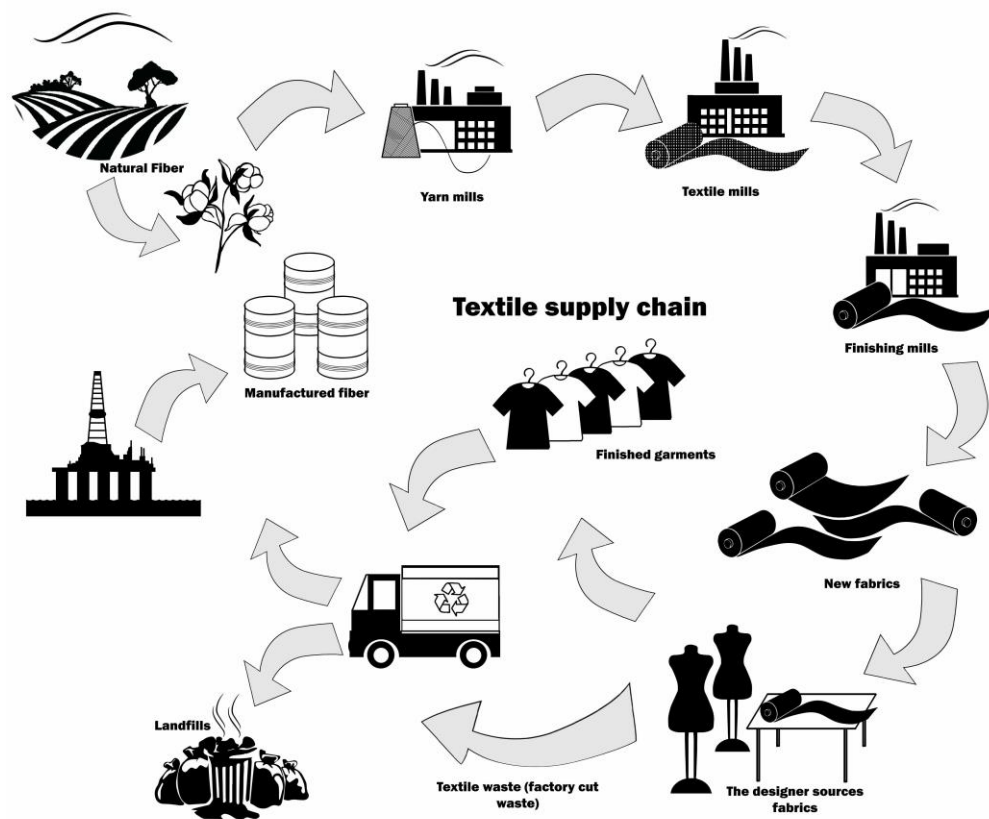 Natural Fiber
Yarn mills
Textile mills
Textile supply chain
Finishing mills
Manufactured fiber
Finished garments
New fabrics
Landfills
Textile waste (factory cut
waste)
The designer sources
fabrics